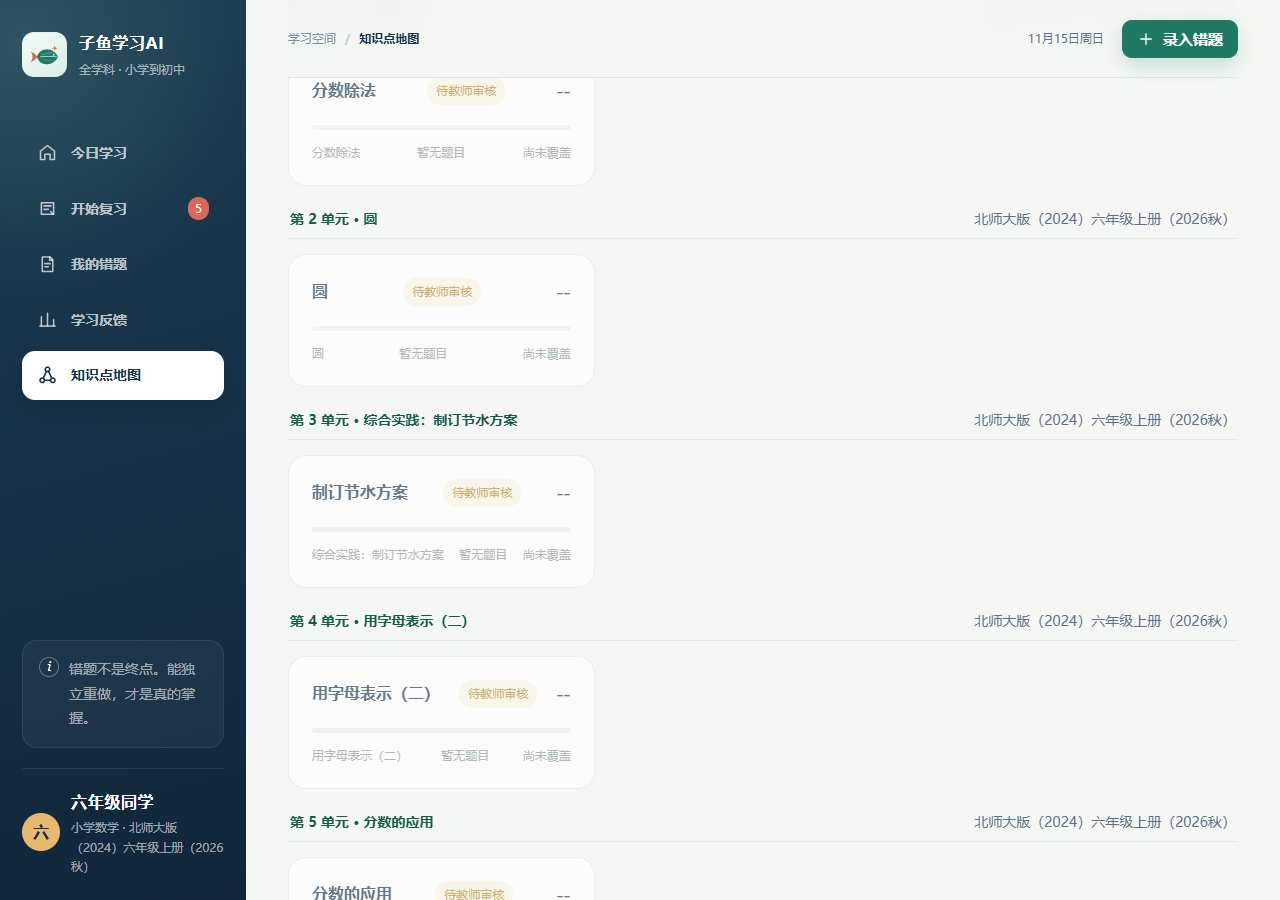 子鱼学习AI
全学科 · 小学到初中
今日学习
开始复习
5
我的错题
学习反馈
知识点地图
i
错题不是终点。能独
立重做，才是真的掌
握。
六
六年级同学
小学数学 · 北师大版
（2024）六年级上册（2026
秋）
学习空间 / 知识点地图
11月15日周日
+ 录入错题
分数除法 待教师审核 --
分数除法 暂无题目 尚未覆盖
第 2 单元 • 圆 北师大版（2024）六年级上册（2026秋）
圆 待教师审核 --
圆 暂无题目 尚未覆盖
第 3 单元 • 综合实践：制订节水方案 北师大版（2024）六年级上册（2026秋）
制订节水方案 待教师审核 --
综合实践：制订节水方案 暂无题目 尚未覆盖
第 4 单元 • 用字母表示（二） 北师大版（2024）六年级上册（2026秋）
用字母表示（二） 待教师审核 --
用字母表示（二） 暂无题目 尚未覆盖
第 5 单元 • 分数的应用 北师大版（2024）六年级上册（2026秋）
分数的应用 待教师审核 --